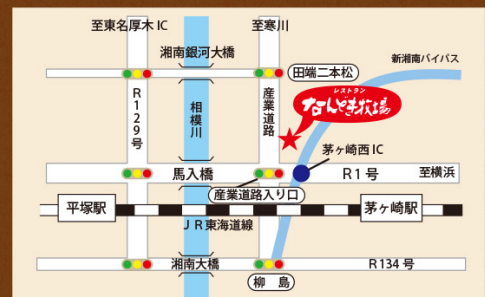 至東名厚木IC
至寒川
湘南銀河大橋
新湘南バイパス
田端二本松
レストラン
なんどき牧場
R129号
相模川
産業道路
茅ヶ崎西IC
馬入橋
R1号
至横浜
産業道路入り口
平塚駅
茅ヶ崎駅
JR東海道線
湘南大橋
R134号
柳島